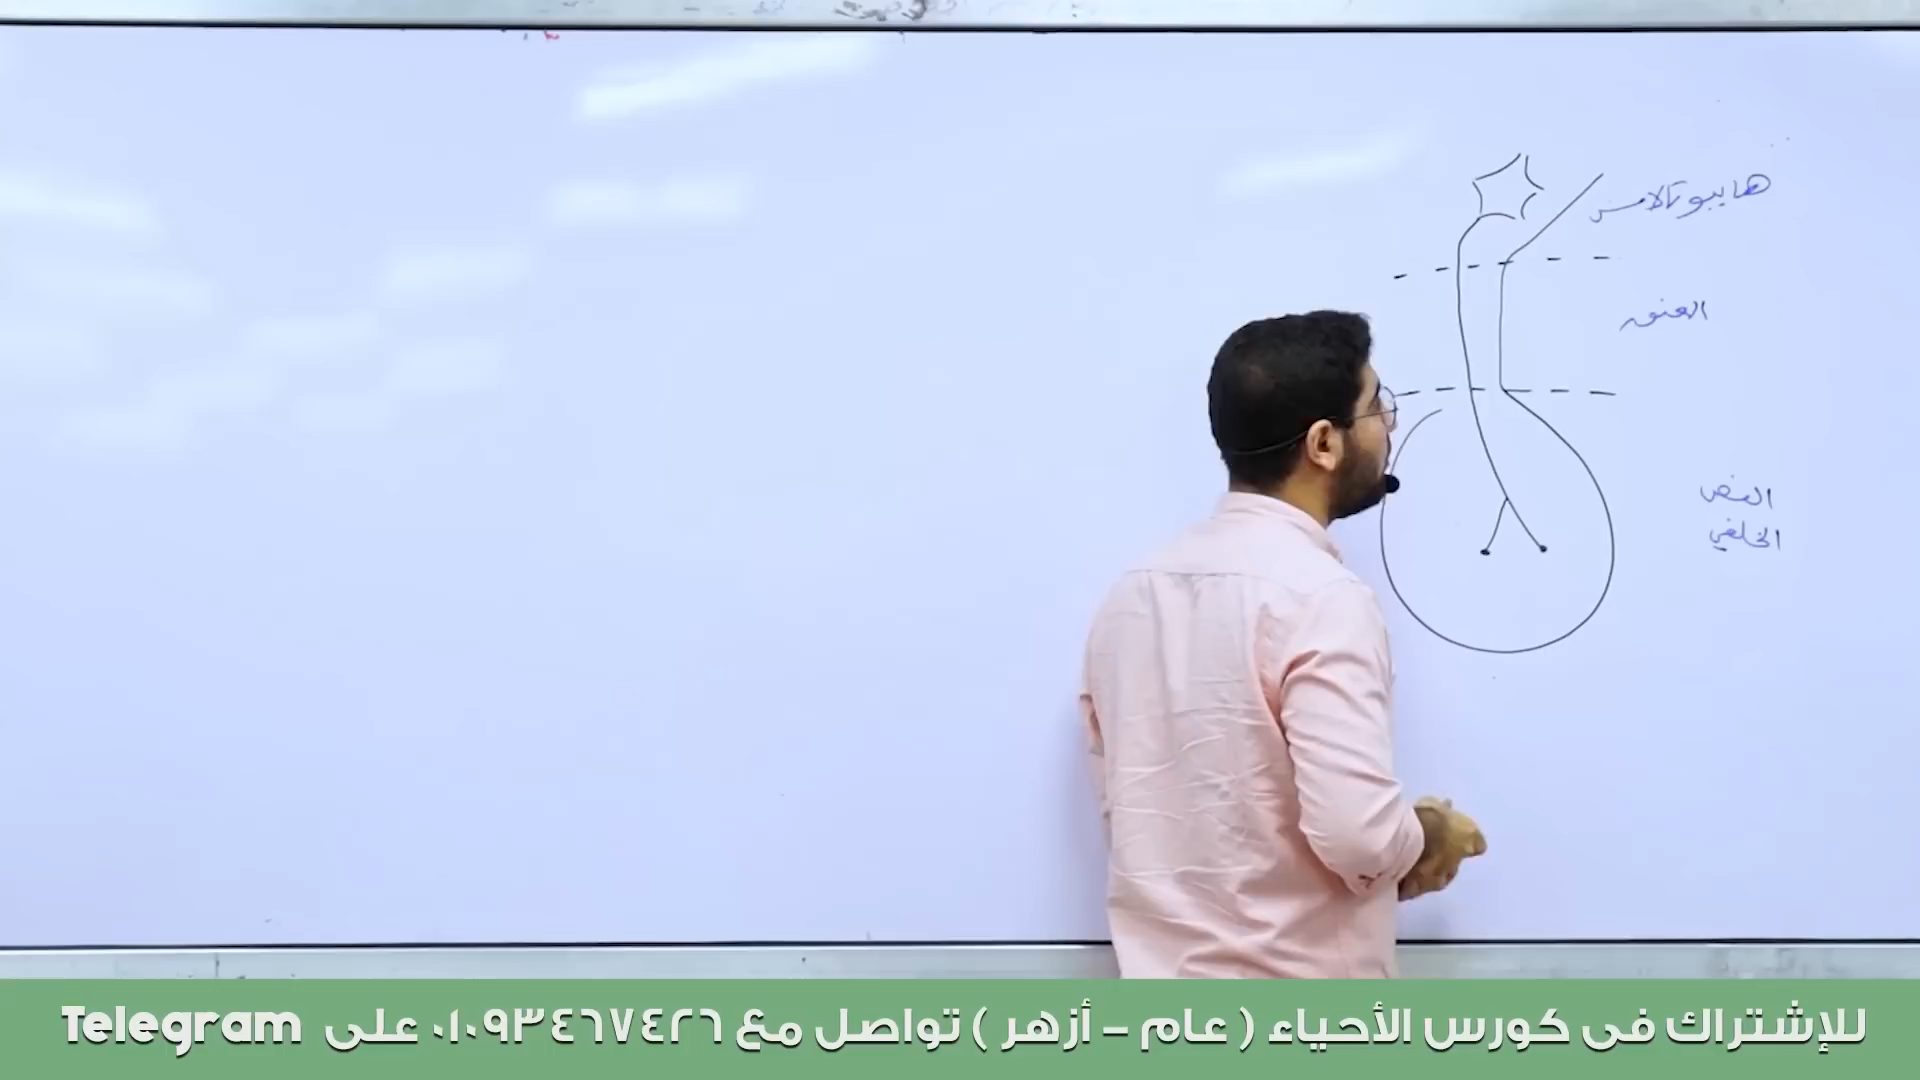 هايبوثالامس
العنق
الفص
الخلفي
للإشتراك فى كورس الأحياء ( عام - أزهر ) تواصل مع ٠١٠٩٣٤٦٧٤٢٦ على Telegram